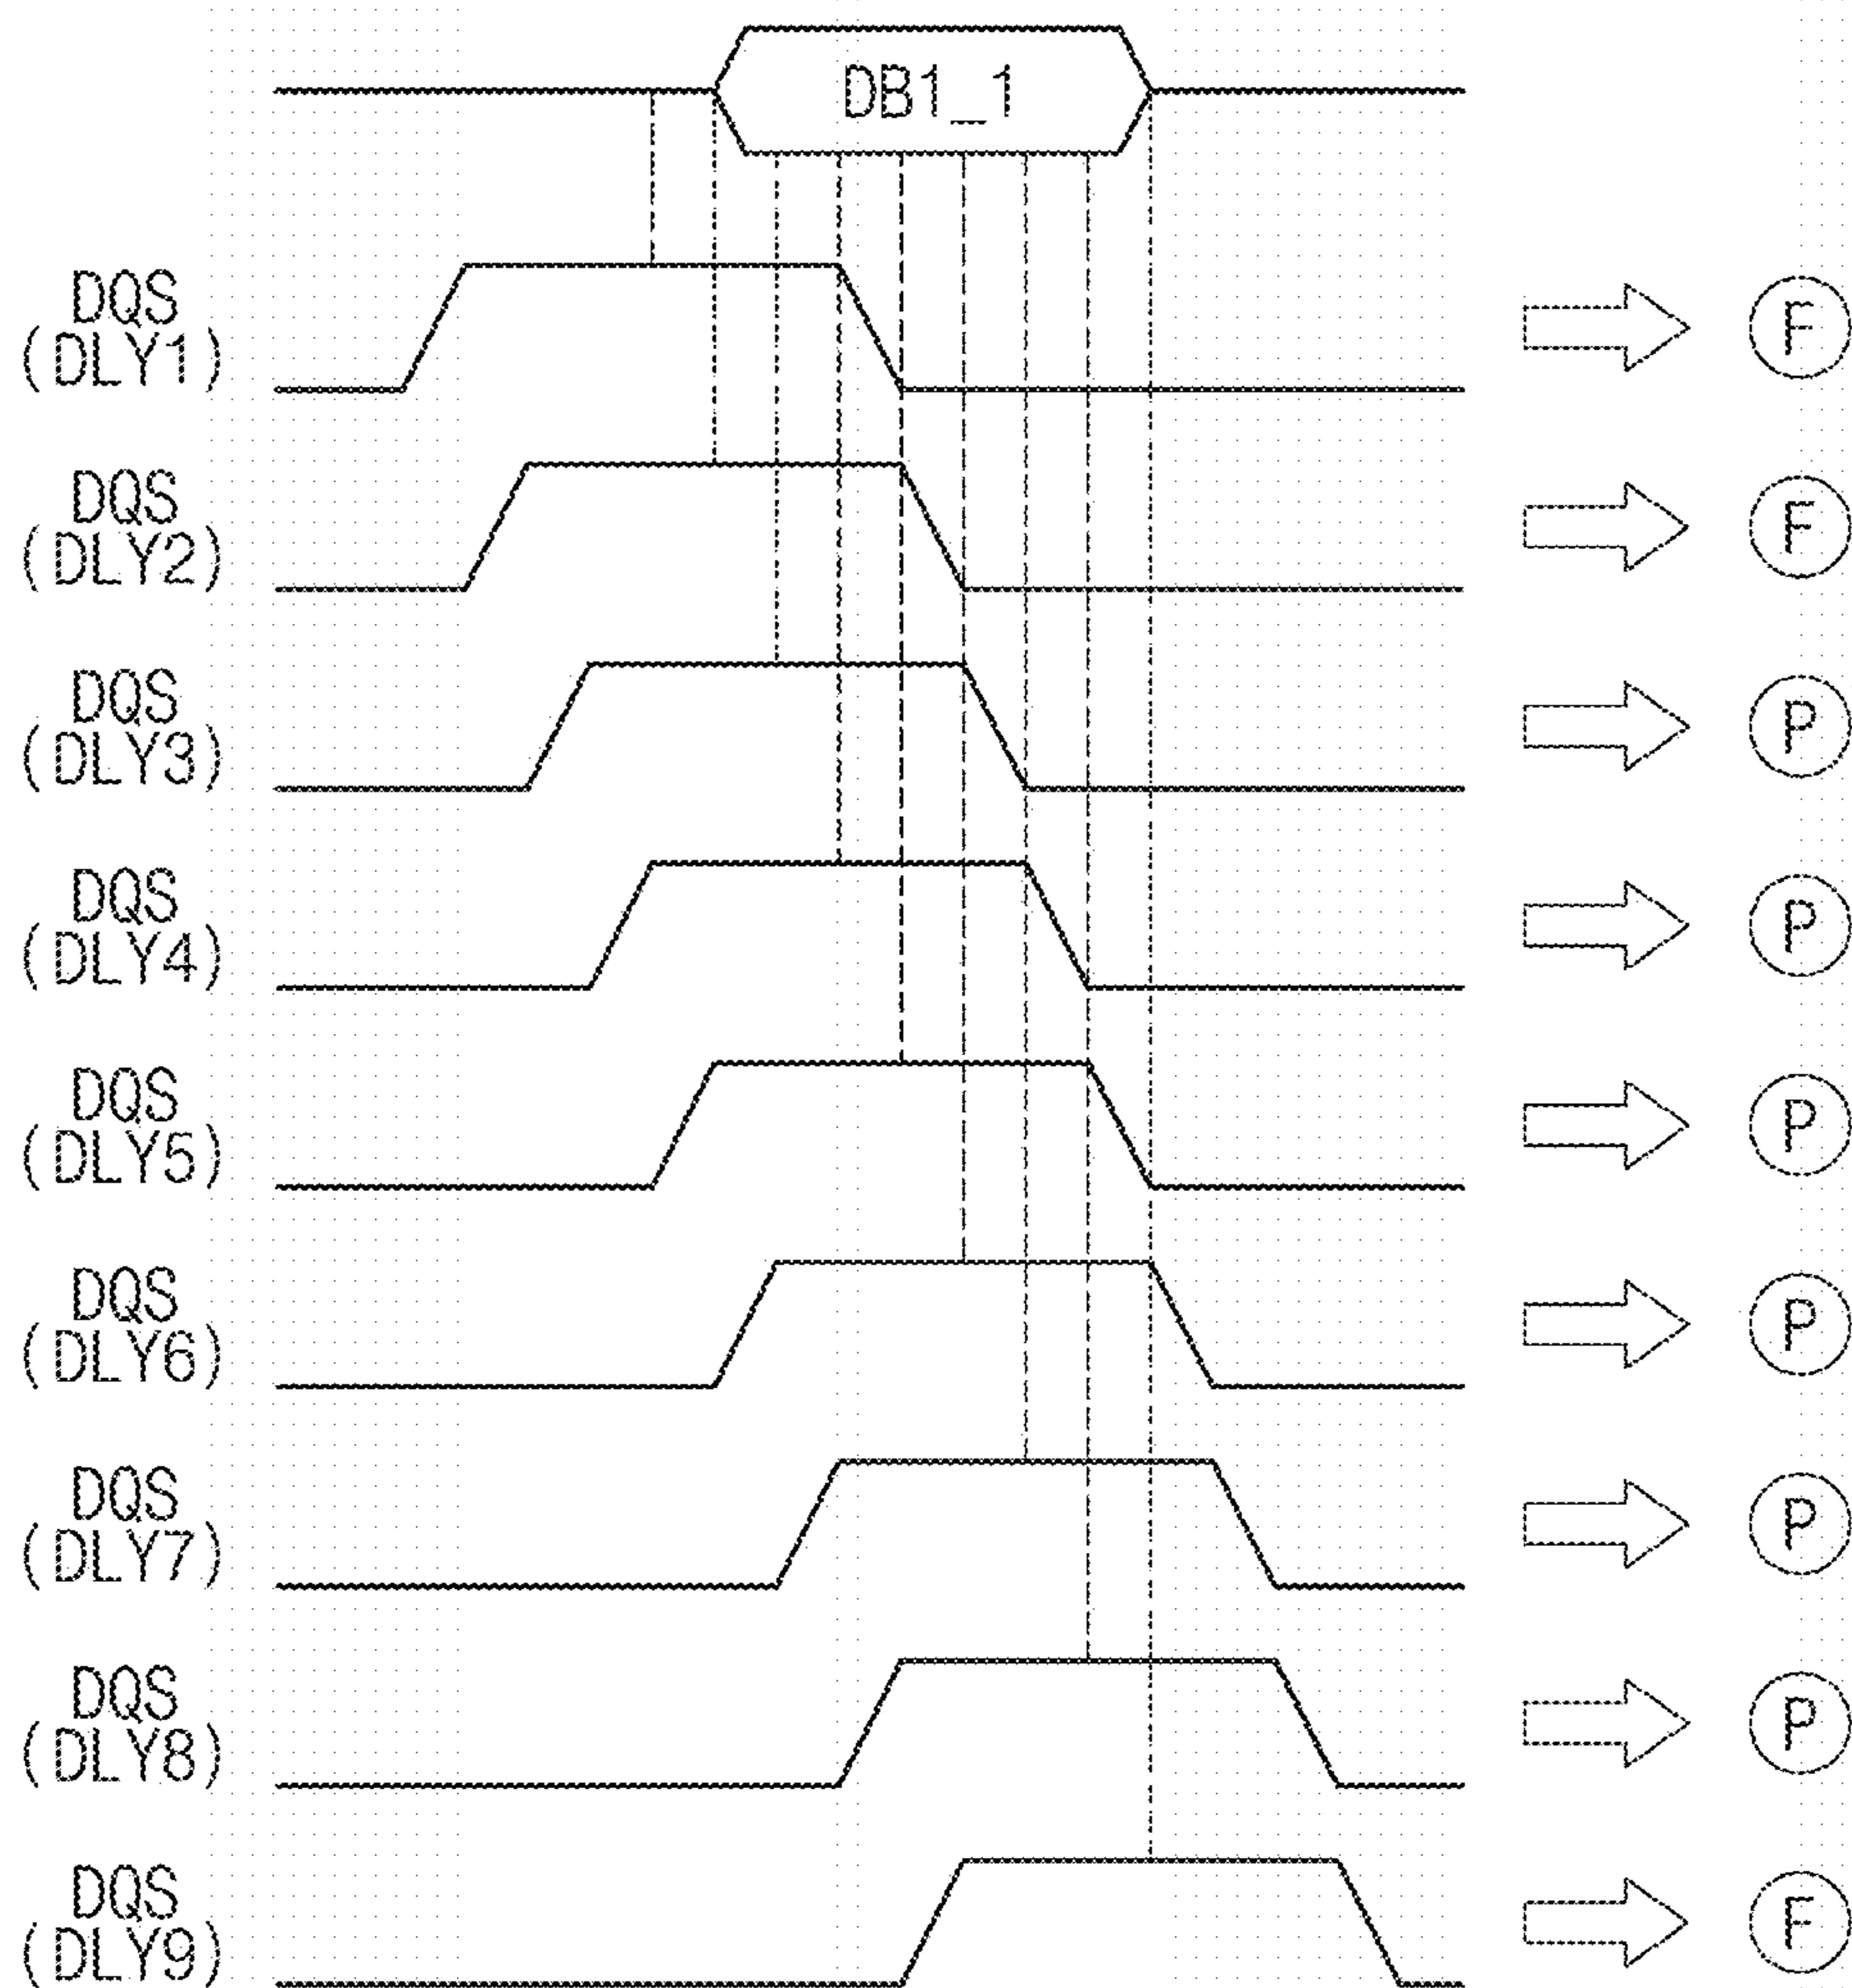 DB1_1
DQS
(DLY1)
F
DQS
(DLY2)
F
DQS
(DLY3)
P
DQS
(DLY4)
P
DQS
(DLY5)
P
DQS
(DLY6)
P
DQS
(DLY7)
P
DQS
(DLY8)
P
DQS
(DLY9)
F